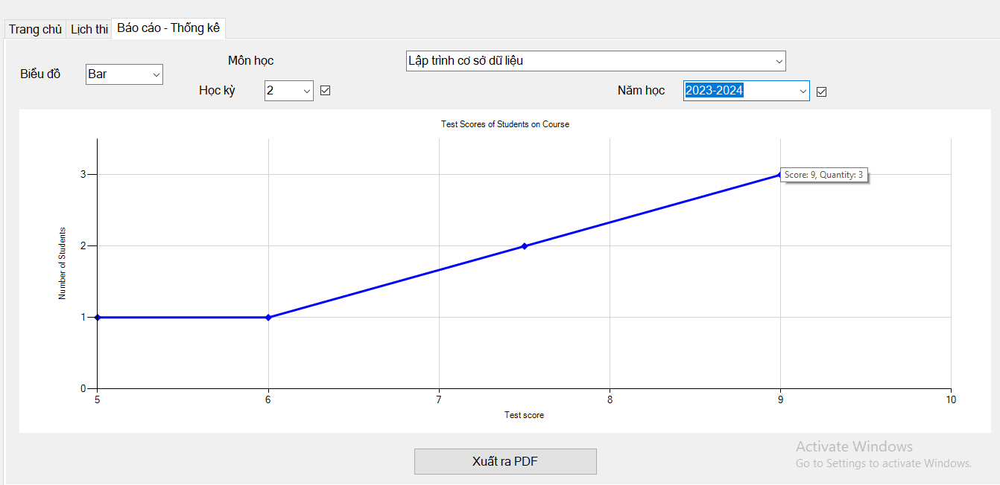 Trang chủ Lịch thi Báo cáo - Thống kê
Môn học Lập trình cơ sở dữ liệu
Biểu đồ Bar
Học kỳ 2 Năm học 2023-2024
Test Scores of Students on Course
3
2
1
0
Number of Students
Score: 9, Quantity: 3
5 6 7 8 9 10
Test score
Xuất ra PDF
Activate Windows
Go to Settings to activate Windows.